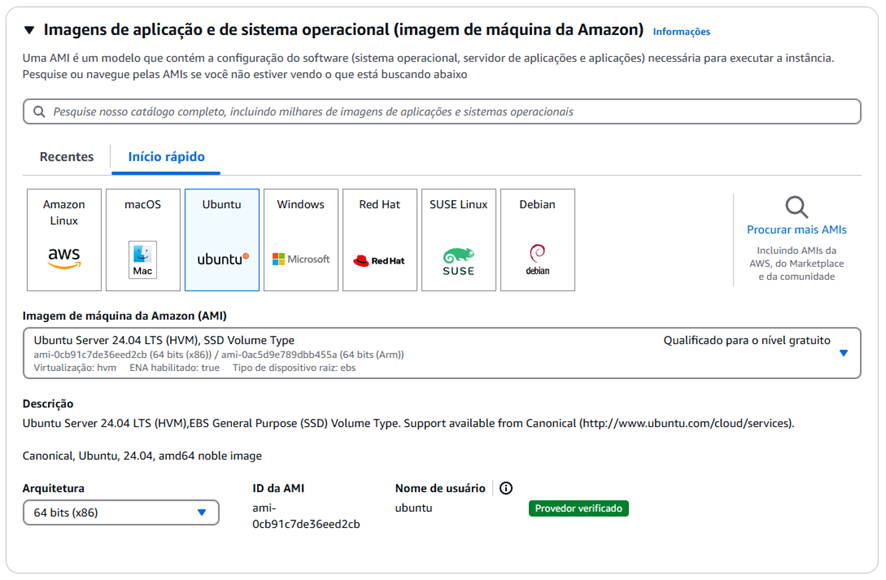 Imagens de aplicação e de sistema operacional (imagem de máquina da Amazon) Informações
Uma AMI é um modelo que contém a configuração do software (sistema operacional, servidor de aplicações e aplicações) necessária para executar a instância.
Pesquise ou navegue pelas AMIs se você não estiver vendo o que está buscando abaixo
Pesquise nosso catálogo completo, incluindo milhares de imagens de aplicações e sistemas operacionais
Recentes
Início rápido
Amazon
Linux
aws
macOS
Mac
Ubuntu
ubuntu
Windows
Microsoft
Red Hat
Red Hat
SUSE Linux
SUSE
Debian
debian
Procurar mais AMIs
Incluindo AMIs da
AWS, do Marketplace
e da comunidade
Imagem de máquina da Amazon (AMI)
Ubuntu Server 24.04 LTS (HVM), SSD Volume Type
Qualificado para o nível gratuito
ami-0cb91c7de36eed2cb (64 bits (x86)) / ami-0ac5d9e789dbb455a (64 bits (Arm))
Virtualização: hvm ENA habilitado: true Tipo de dispositivo raiz: ebs
Descrição
Ubuntu Server 24.04 LTS (HVM),EBS General Purpose (SSD) Volume Type. Support available from Canonical (http://www.ubuntu.com/cloud/services).
Canonical, Ubuntu, 24.04, amd64 noble image
Arquitetura
64 bits (x86)
ID da AMI
ami-
0cb91c7de36eed2cb
Nome de usuário
ubuntu
Provedor verificado